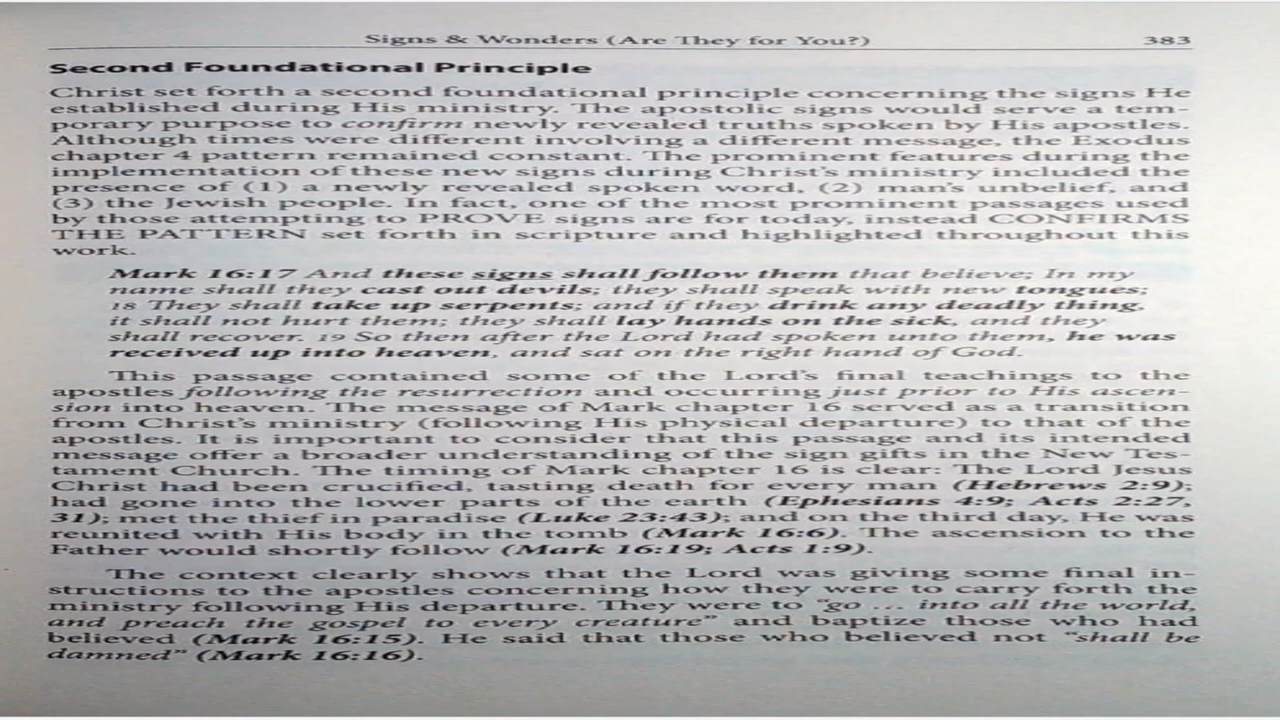 Signs & Wonders (Are They for You?) 383
Second Foundational Principle
Christ set forth a second foundational principle concerning the signs He
established during His ministry. The apostolic signs would serve a tem-
porary purpose to confirm newly revealed truths spoken by His apostles.
Although times were different involving a different message, the Exodus
chapter 4 pattern remained constant. The prominent features during the
implementation of these new signs during Christ's ministry included the
presence of (1) a newly revealed spoken word, (2) man's unbelief, and
(3) the Jewish people. In fact, one of the most prominent passages used
by those attempting to PROVE signs are for today, instead CONFIRMS
THE PATTERN set forth in scripture and highlighted throughout this
work.
Mark 16:17 And these signs shall follow them that believe; In my
name shall they cast out devils; they shall speak with new tongues;
18 They shall take up serpents; and if they drink any deadly thing,
it shall not hurt them; they shall lay hands on the sick, and they
shall recover. 19 So then after the Lord had spoken unto them, he was
received up into heaven, and sat on the right hand of God.
This passage contained some of the Lord's final teachings to the
apostles following the resurrection and occurring just prior to His ascen-
sion into heaven. The message of Mark chapter 16 served as a transition
from Christ's ministry (following His physical departure) to that of the
apostles. It is important to consider that this passage and its intended
message offer a broader understanding of the sign gifts in the New Tes-
tament Church. The timing of Mark chapter 16 is clear: The Lord Jesus
Christ had been crucified, tasting death for every man (Hebrews 2:9);
had gone into the lower parts of the earth (Ephesians 4:9; Acts 2:27,
31); met the thief in paradise (Luke 23:43); and on the third day, He was
reunited with His body in the tomb (Mark 16:6). The ascension to the
Father would shortly follow (Mark 16:19; Acts 1:9).
The context clearly shows that the Lord was giving some final in-
structions to the apostles concerning how they were to carry forth the
ministry following His departure. They were to "go ... into all the world,
and preach the gospel to every creature" and baptize those who had
believed (Mark 16:15). He said that those who believed not "shall be
damned" (Mark 16:16).